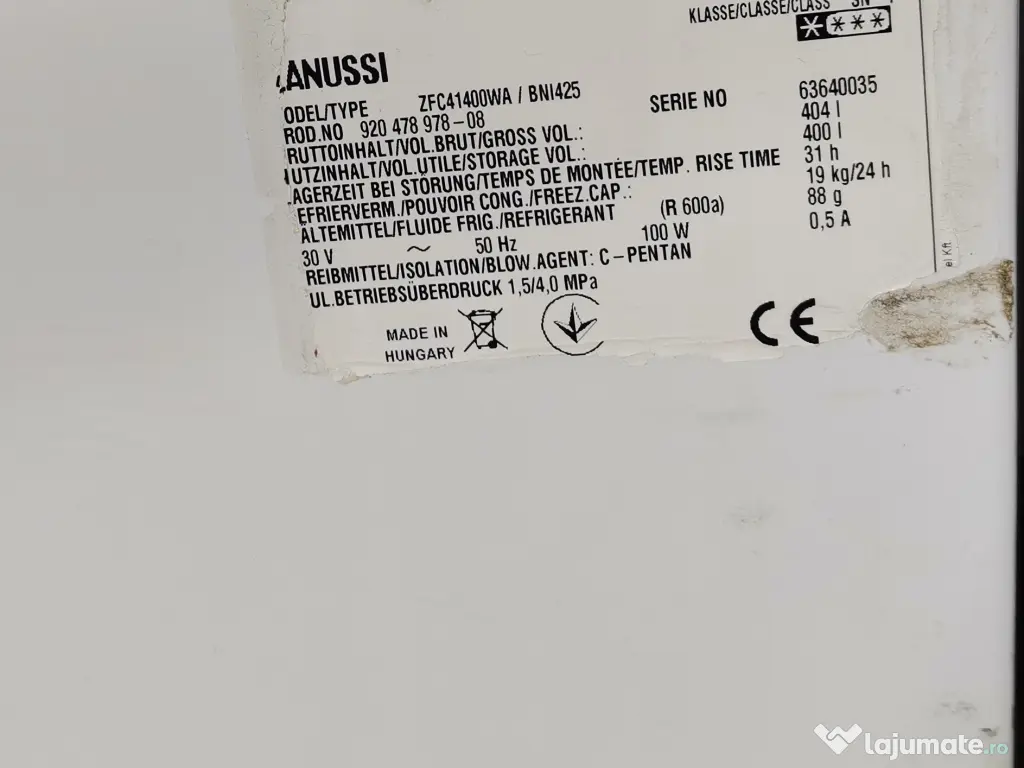 KLASSE/CLASSE/CLASS SN
ANUSSI
ODEL/TYPE ZFC41400WA / BNI425 SERIE NO 63640035
ROD.NO 920 478 978-08
RUTTOINHALT/VOL.BRUT/GROSS VOL.: 404 l
UTZINHALT/VOL.UTILE/STORAGE VOL.: 400 l
AGERZEIT BEI STÖRUNG/TEMPS DE MONTÉE/TEMP. RISE TIME 31 h
EFRIERVERM./POUVOIR CONG./FREEZ.CAP.: 19 kg/24 h
ÄLTEMITTEL/FLUIDE FRIG./REFRIGERANT (R 600a) 88 g
30 V ~ 50 Hz 100 W 0,5 A
REIBMITTEL/ISOLATION/BLOW.AGENT: C-PENTAN
UL.BETRIEBSÜBERDRUCK 1,5/4,0 MPa
MADE IN
HUNGARY
CE
el Kft.
lajumate.ro